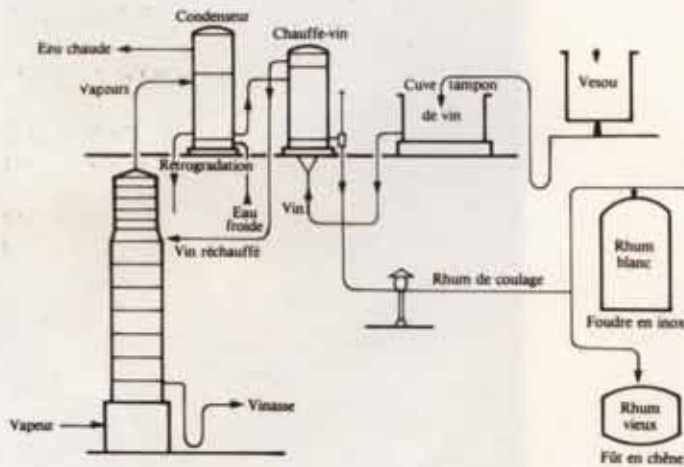 Condenseur
Chauffe-vin
Eau chaude
Vapeurs
Cuve tampon
de vin
Vesou
Rétrogradation
Eau
froide
Vin
Vin réchauffé
Rhum de coulage
Rhum
blanc
Foudre en inox
Vapeur
Vinasse
Rhum
vieux
Fût en chêne